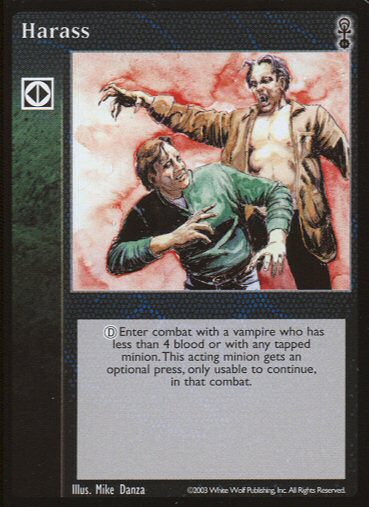 Harass
Ⓓ Enter combat with a vampire who has
less than 4 blood or with any tapped
minion. This acting minion gets an
optional press, only usable to continue,
in that combat.
Illus. Mike Danza
©2003 White Wolf Publishing, Inc. All Rights Reserved.